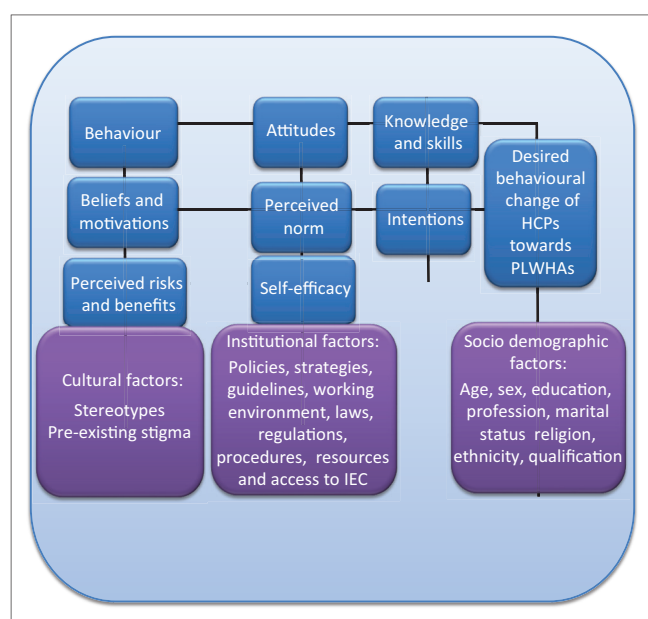 Behaviour
Attitudes
Knowledge
and skills
Desired
behavioural
change of
HCPs
towards
PLWHAs
Beliefs and
motivations
Perceived
norm
Intentions
Perceived risks
and benefits
Self-efficacy
Cultural factors:
Stereotypes
Pre-existing stigma
Institutional factors:
Policies, strategies,
guidelines, working
environment, laws,
regulations,
procedures, resources
and access to IEC
Socio demographic
factors:
Age, sex, education,
profession, marital
status religion,
ethnicity, qualification